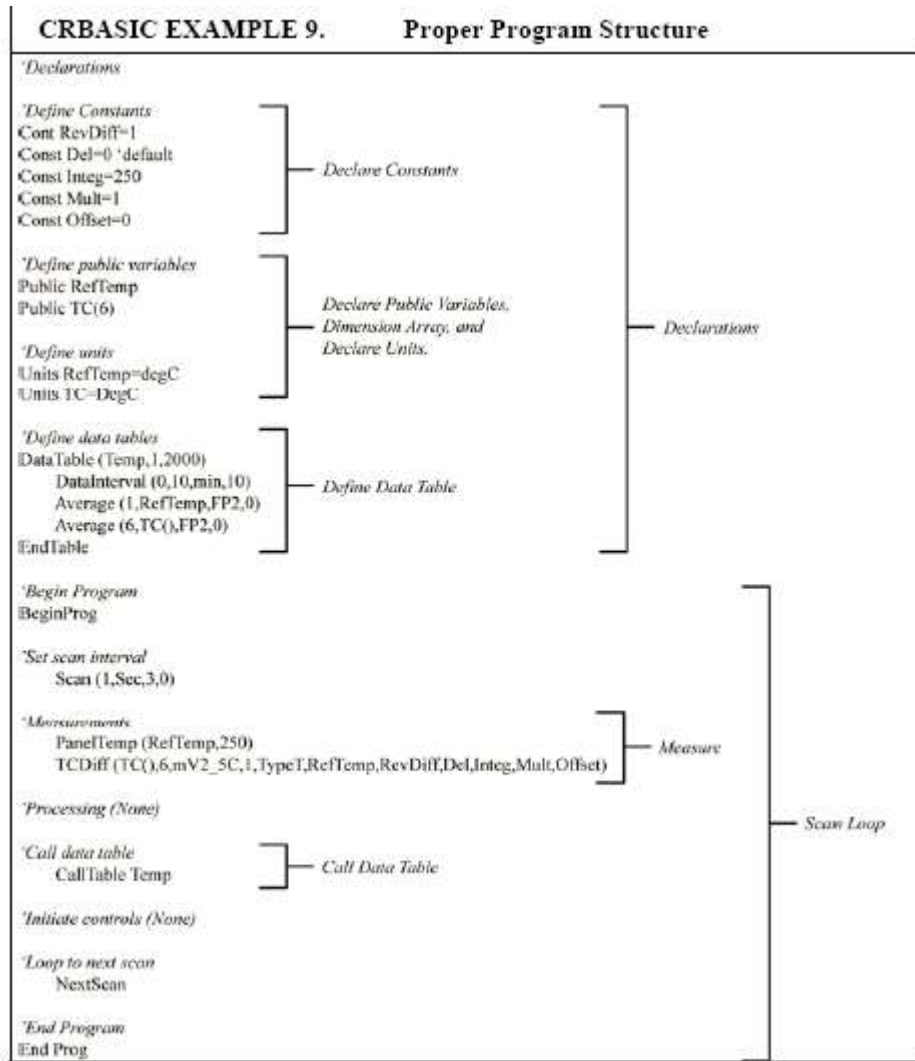 CRBASIC EXAMPLE 9. Proper Program Structure
'Declarations
'Define Constants
Cont RevDiff=1
Const Del=0 'default
Const Integ=250
Const Mult=1
Const Offset=0
Declare Constants
'Define public variables
Public RefTemp
Public TC(6)
'Define units
Units RefTemp=degC
Units TC=DegC
Declare Public Variables,
Dimension Array, and
Declare Units.
'Define data tables
DataTable (Temp,1,2000)
DataInterval (0,10,min,10)
Average (1,RefTemp,FP2,0)
Average (6,TC(),FP2,0)
EndTable
Define Data Table
Declarations
'Begin Program
BeginProg
'Set scan interval
Scan (1,Sec,3,0)
'Measurements
PanelTemp (RefTemp,250)
TCDiff (TC(),6,mV2_5C,1,TypeT,RefTemp,RevDiff,Del,Integ,Mult,Offset)
Measure
'Processing (None)
'Call data table
CallTable Temp
Call Data Table
'Initiate controls (None)
'Loop to next scan
NextScan
'End Program
End Prog
Scan Loop